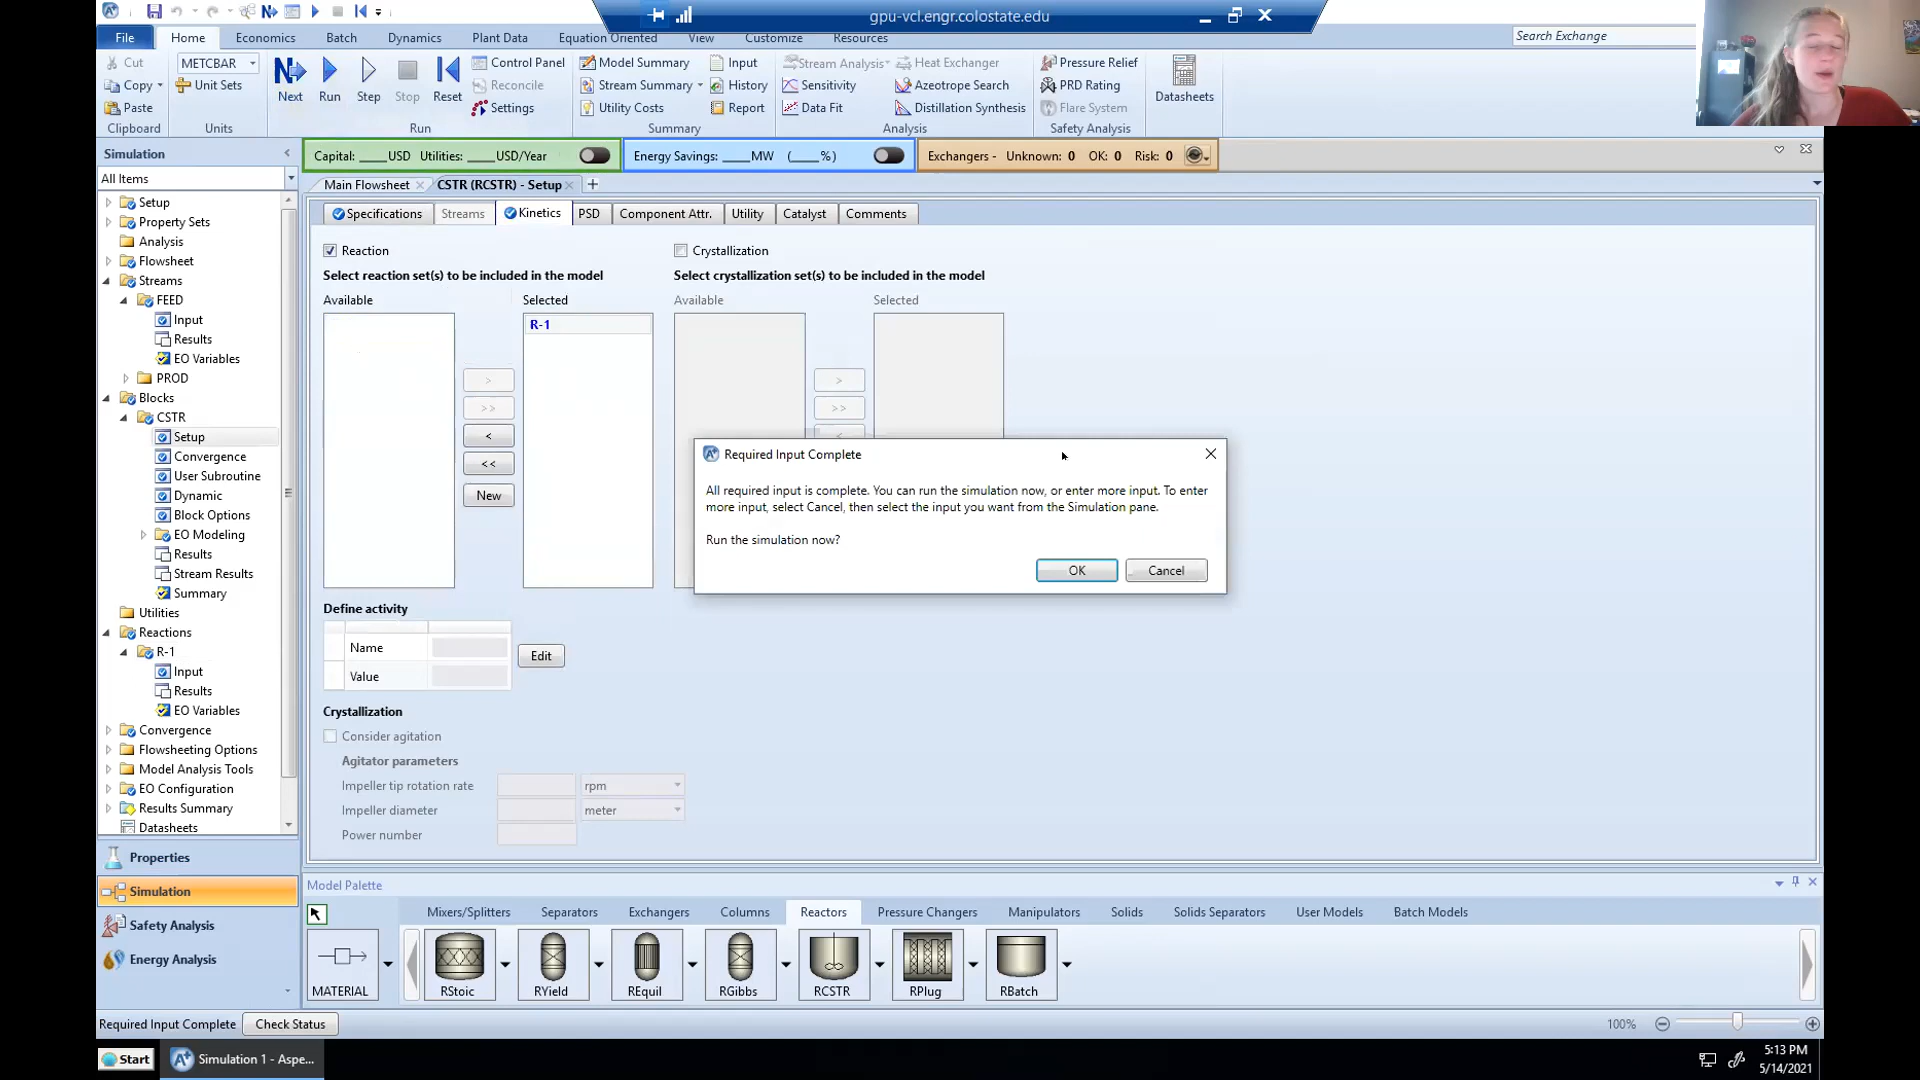 gpu-vcl.engr.colostate.edu
File Home Economics Batch Dynamics Plant Data Equation Oriented View Customize Resources Search Exchange
Cut METCBAR Next Run Step Stop Reset Control Panel Model Summary Input Stream Analysis Heat Exchanger Pressure Relief Datasheets
Copy Unit Sets Reconcile Stream Summary History Sensitivity Azeotrope Search PRD Rating
Paste Settings Utility Costs Report Data Fit Distillation Synthesis Flare System
Clipboard Units Run Summary Analysis Safety Analysis
Simulation Capital: ____USD Utilities: ____USD/Year Energy Savings: ____MW (____%) Exchangers - Unknown: 0 OK: 0 Risk: 0
All Items Main Flowsheet CSTR (RCSTR) - Setup
Specifications Streams Kinetics PSD Component Attr. Utility Catalyst Comments
Setup
Property Sets
Analysis
Flowsheet
Streams
FEED
Input
Results
EO Variables
PROD
Blocks
CSTR
Setup
Convergence
User Subroutine
Dynamic
Block Options
EO Modeling
Results
Stream Results
Summary
Utilities
Reactions
R-1
Input
Results
EO Variables
Convergence
Flowsheeting Options
Model Analysis Tools
EO Configuration
Results Summary
Datasheets
Properties
Simulation
Safety Analysis
Energy Analysis
Reaction Crystallization
Select reaction set(s) to be included in the model Select crystallization set(s) to be included in the model
Available Selected Available Selected
R-1
> >
>> >>
<
<<
New
Required Input Complete
All required input is complete. You can run the simulation now, or enter more input. To enter
more input, select Cancel, then select the input you want from the Simulation pane.
Run the simulation now?
OK Cancel
Define activity
Name
Value
Edit
Crystallization
Consider agitation
Agitator parameters
Impeller tip rotation rate rpm
Impeller diameter meter
Power number
Model Palette
Mixers/Splitters Separators Exchangers Columns Reactors Pressure Changers Manipulators Solids Solids Separators User Models Batch Models
MATERIAL RStoic RYield REquil RGibbs RCSTR RPlug RBatch
Required Input Complete Check Status 100%
Start Simulation 1 - Aspe... 5:13 PM
5/14/2021